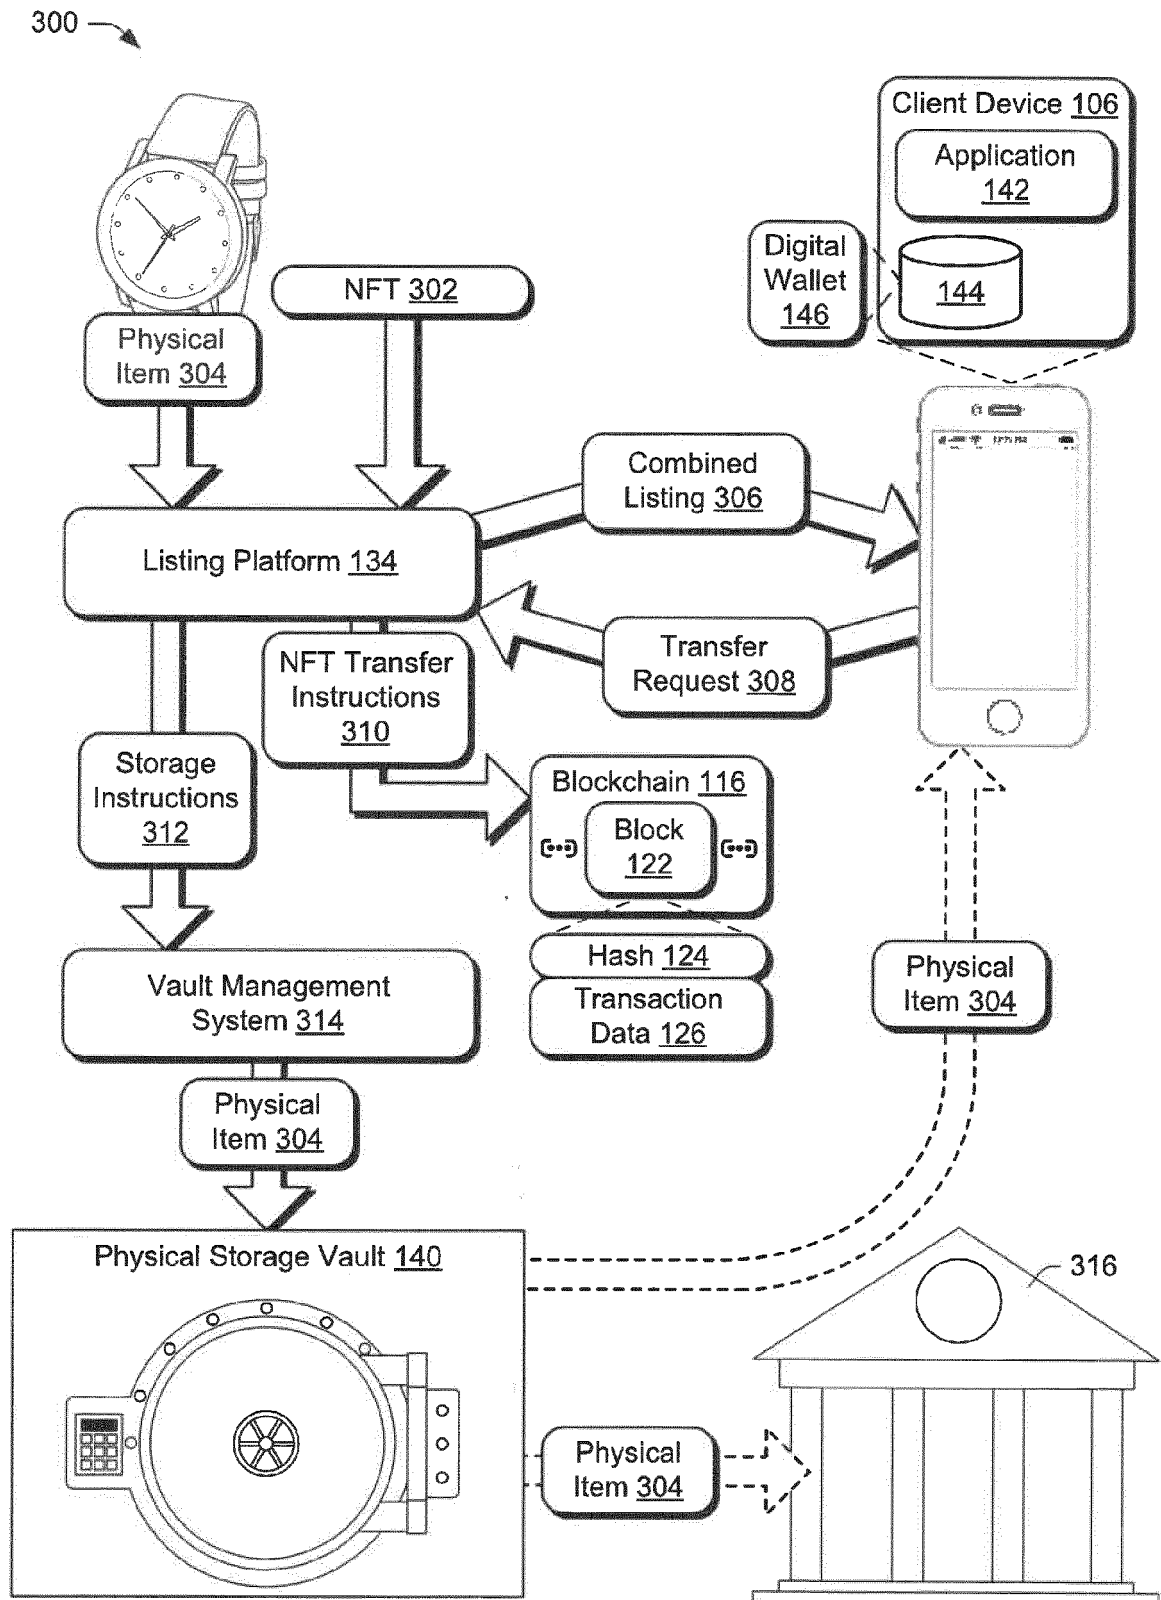 300
Client Device 106
Application
142
Digital
Wallet
146
144
NFT 302
Physical
Item 304
Combined
Listing 306
Listing Platform 134
Transfer
Request 308
NFT Transfer
Instructions
310
Storage
Instructions
312
Blockchain 116
Block
122
Hash 124
Transaction
Data 126
Vault Management
System 314
Physical
Item 304
Physical
Item 304
Physical Storage Vault 140
316
Physical
Item 304